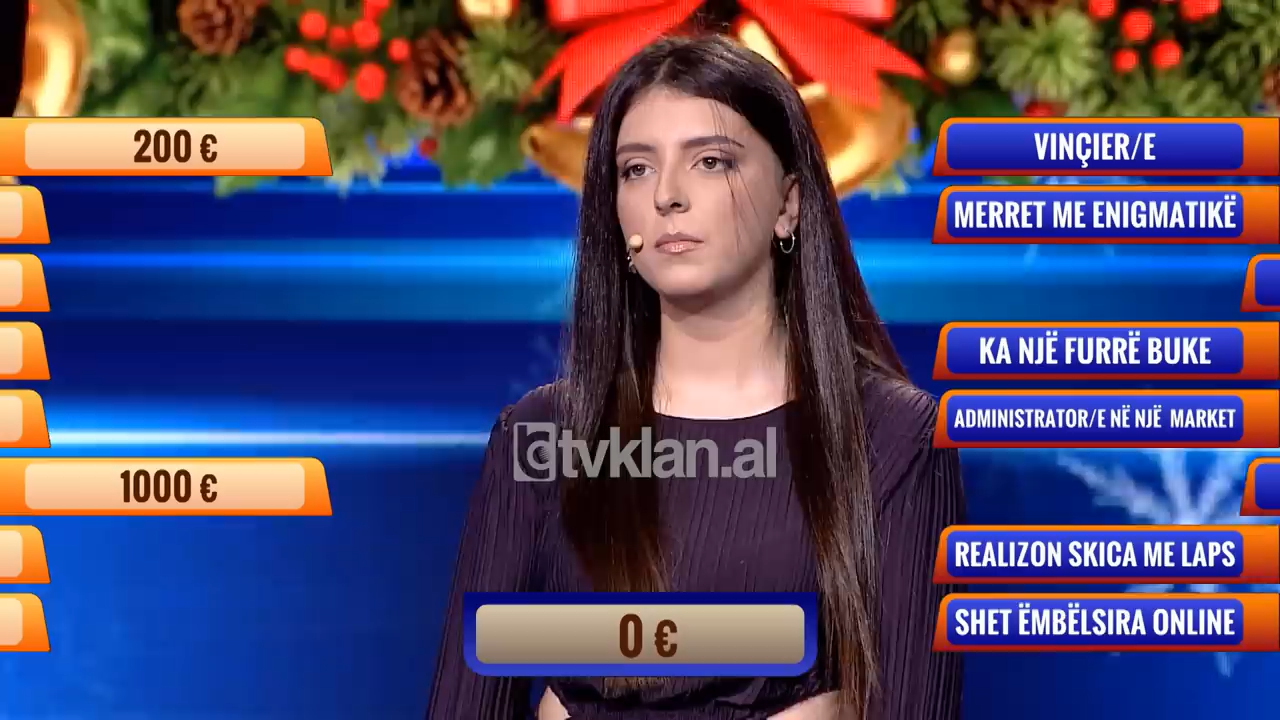 200 €
VINÇIER/E
MERRET ME ENIGMATIKË
KA NJË FURRË BUKE
ADMINISTRATOR/E NË NJË MARKET
tvklan.al
1000 €
REALIZON SKICA ME LAPS
SHET ËMBËLSIRA ONLINE
0 €